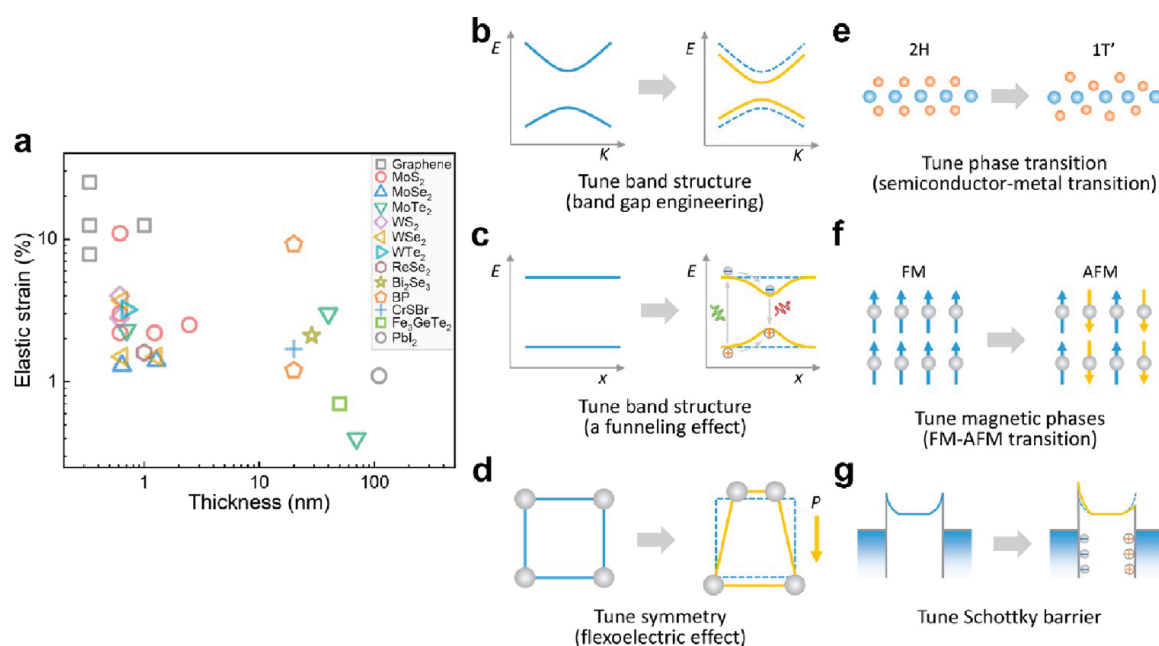 a
Elastic strain (%)
10
1
1
10
100
Thickness (nm)
Graphene
MoS₂
MoSe₂
MoTe₂
WS₂
WSe₂
WTe₂
ReSe₂
Bi₂Se₃
BP
CrSBr
Fe₃GeTe₂
PbI₂
b
E
K
E
K
Tune band structure
(band gap engineering)
c
E
x
E
x
Tune band structure
(a funneling effect)
d
P
Tune symmetry
(flexoelectric effect)
e
2H
1T’
Tune phase transition
(semiconductor-metal transition)
f
FM
AFM
Tune magnetic phases
(FM-AFM transition)
g
Tune Schottky barrier